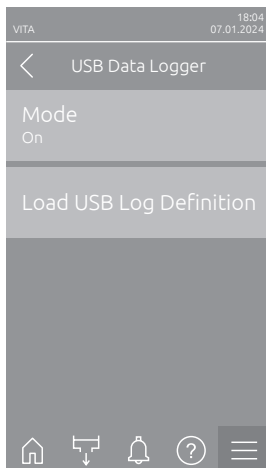 18:04
VITA 07.01.2024
USB Data Logger
Mode
On
Load USB Log Definition
?